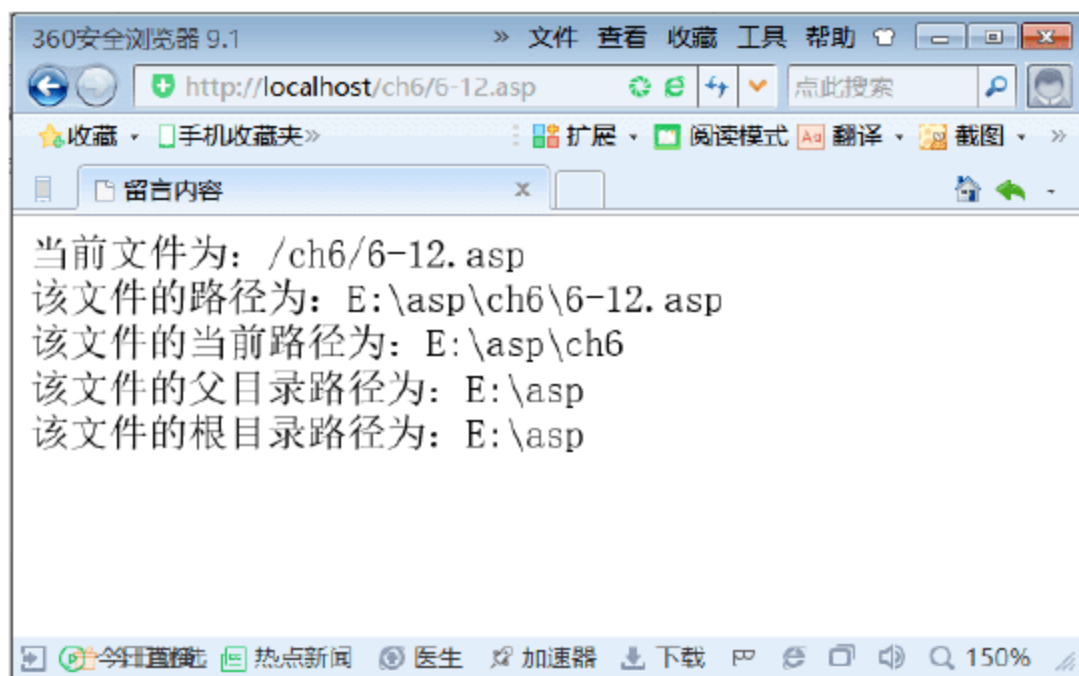 360安全浏览器 9.1 » 文件 查看 收藏 工具 帮助
http://localhost/ch6/6-12.asp 点此搜索
收藏 手机收藏夹» 扩展 阅读模式 Aa 翻译 截图 »
留言内容
当前文件为：/ch6/6-12.asp
该文件的路径为：E:\asp\ch6\6-12.asp
该文件的当前路径为：E:\asp\ch6
该文件的父目录路径为：E:\asp
该文件的根目录路径为：E:\asp
热点新闻 医生 加速器 下载 150%